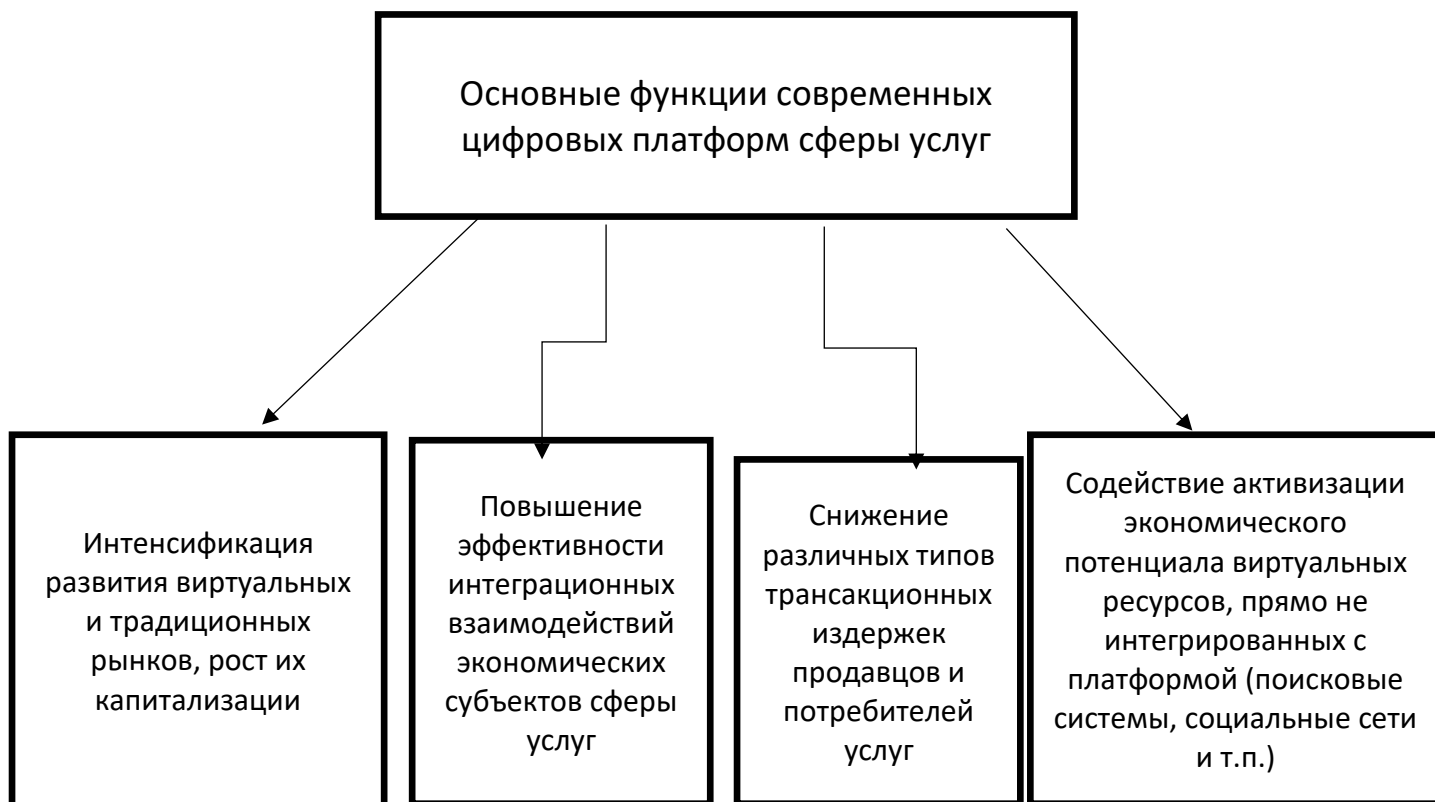 Основные функции современных
цифровых платформ сферы услуг
Интенсификация
развития виртуальных
и традиционных
рынков, рост их
капитализации
Повышение
эффективности
интеграционных
взаимодействий
экономических
субъектов сферы
услуг
Снижение
различных типов
трансакционных
издержек
продавцов и
потребителей
услуг
Содействие активизации
экономического
потенциала виртуальных
ресурсов, прямо не
интегрированных с
платформой (поисковые
системы, социальные сети
и т.п.)